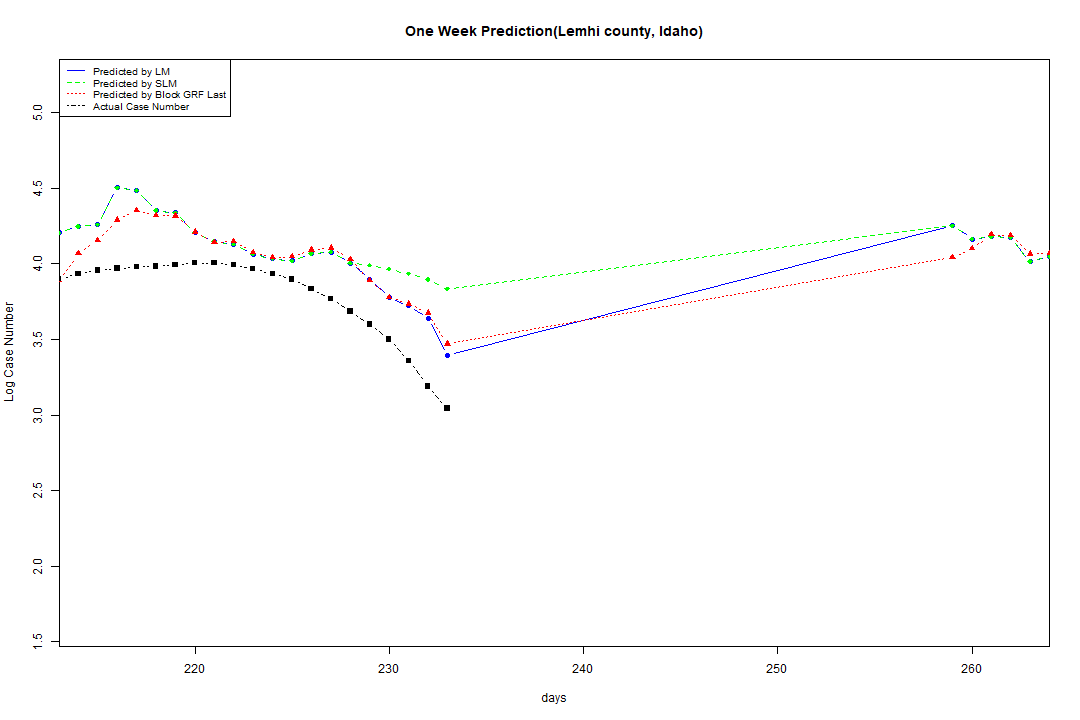 One Week Prediction(Lemhi county, Idaho)
Predicted by LM
Predicted by SLM
Predicted by Block GRF Last
Actual Case Number
Log Case Number
5.0
4.5
4.0
3.5
3.0
2.5
2.0
1.5
220 230 240 250 260
days